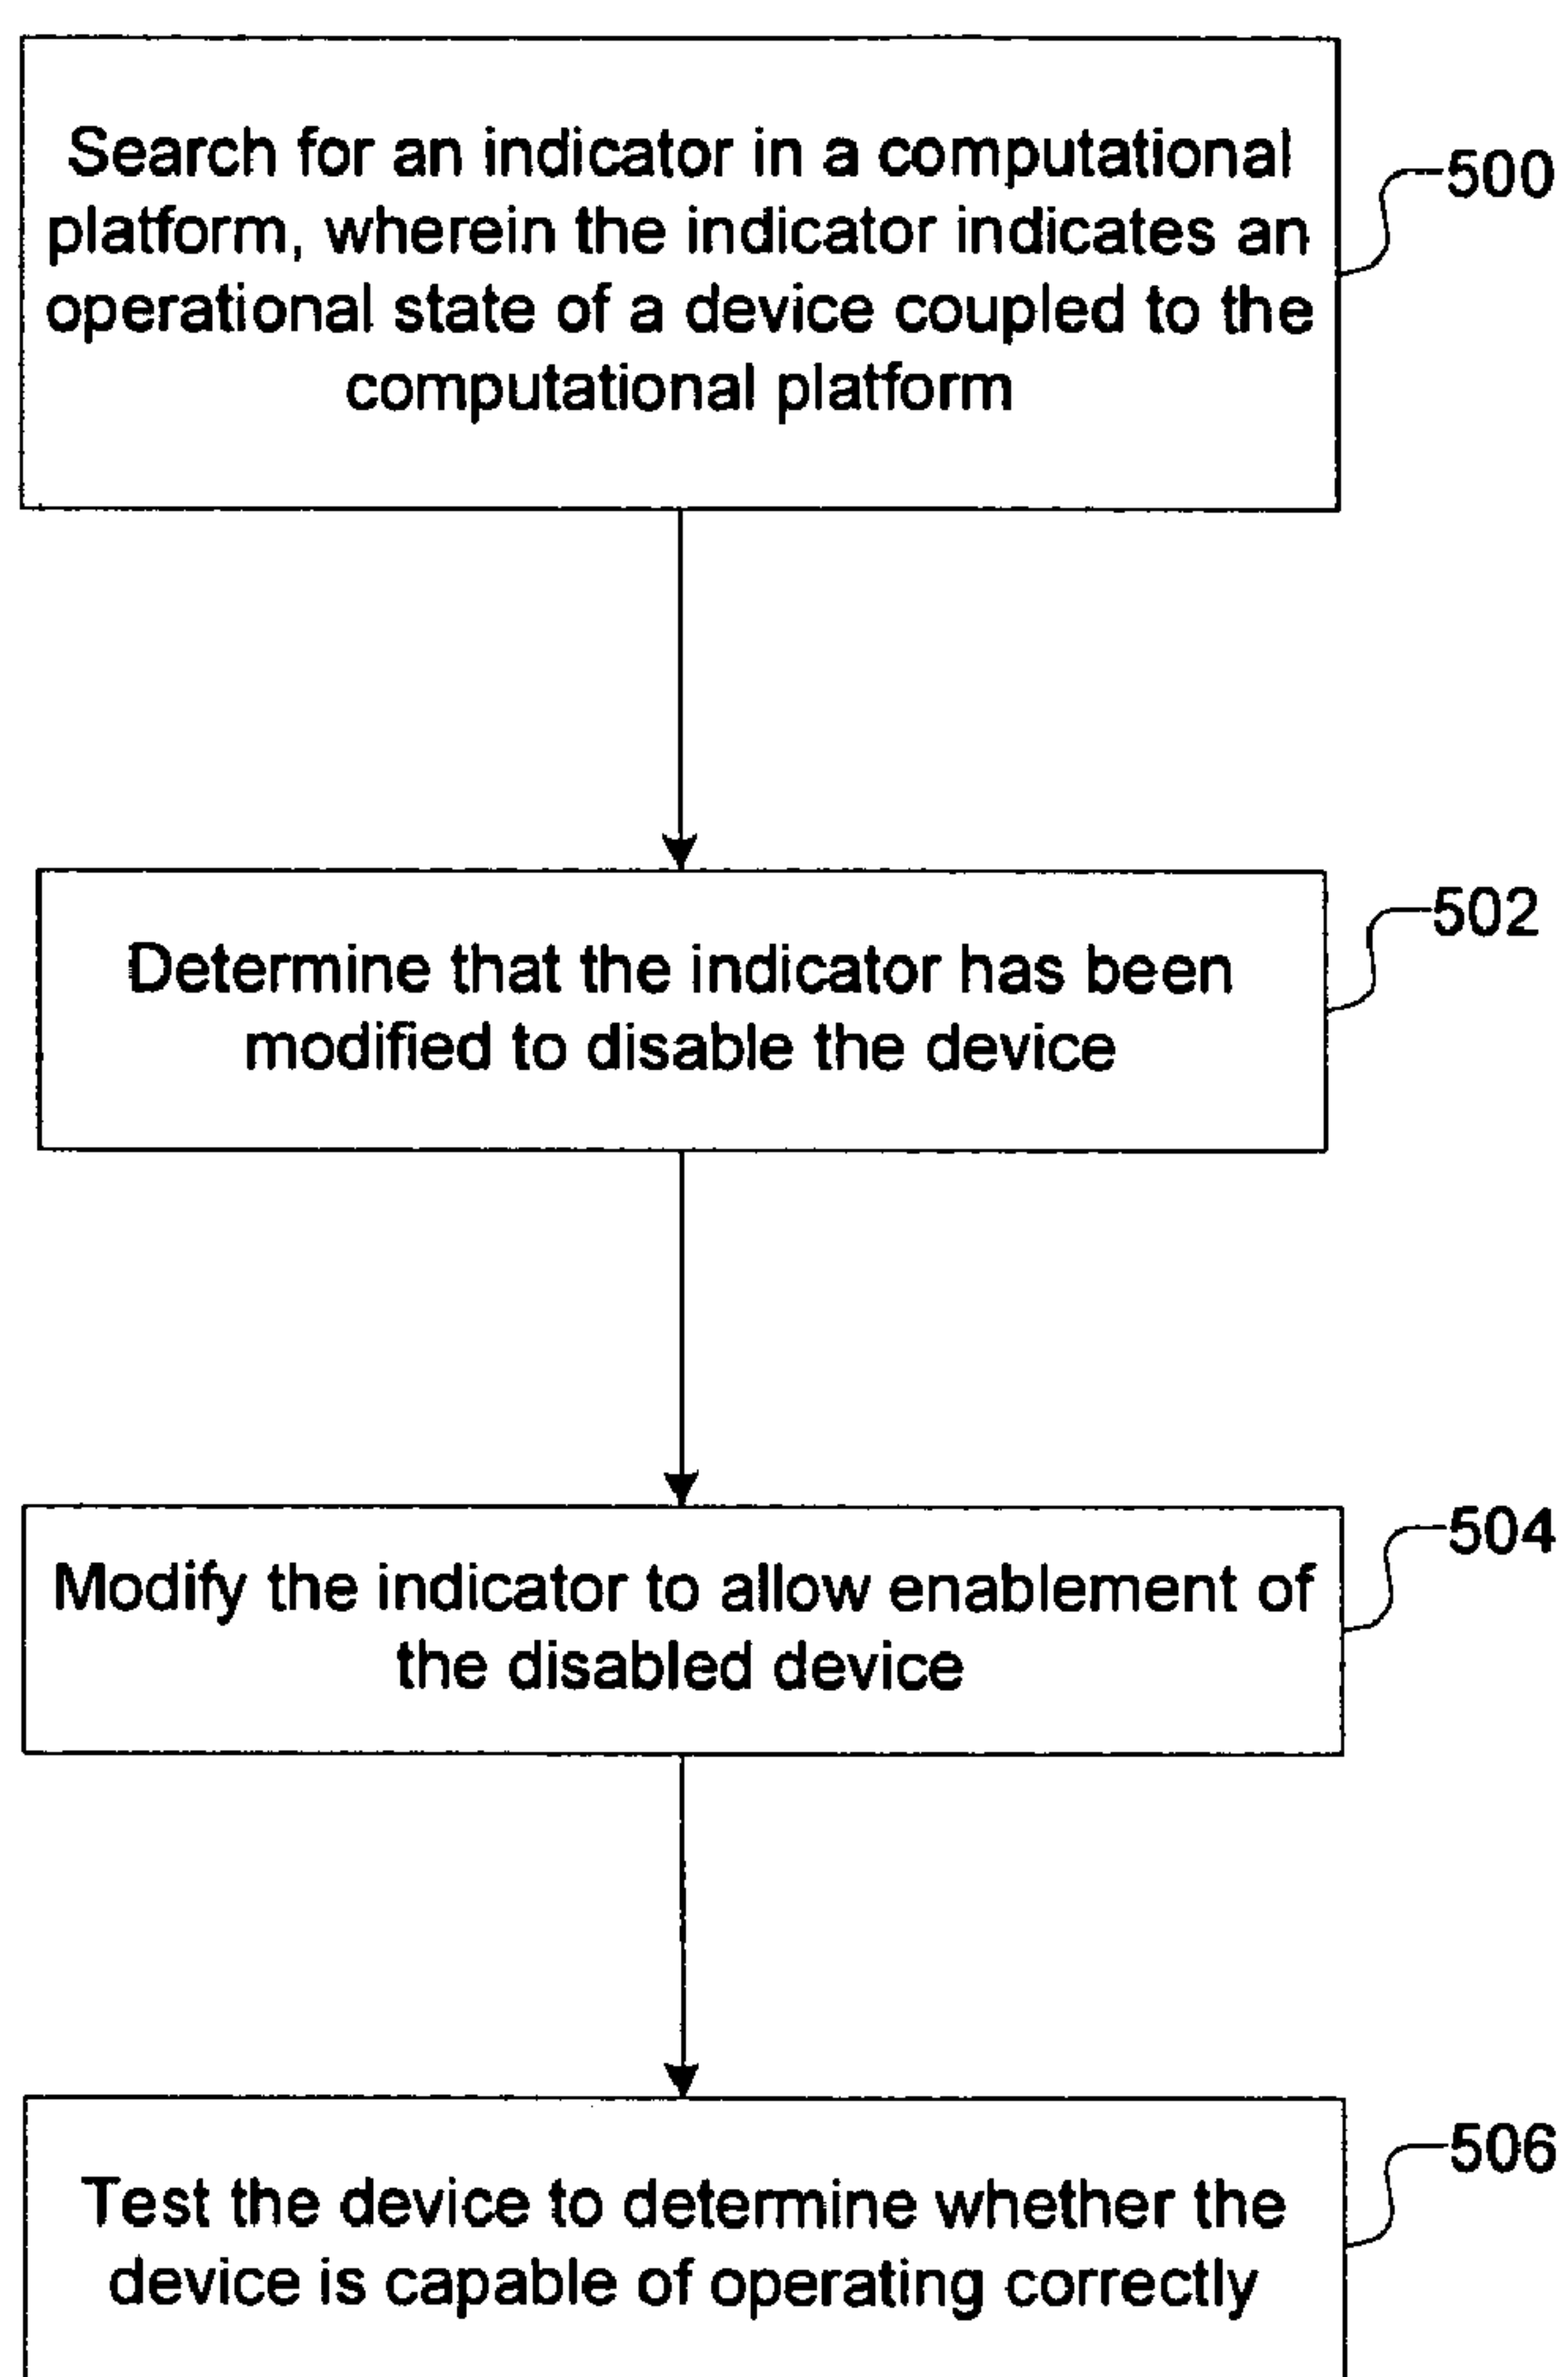 Search for an indicator in a computational
platform, wherein the indicator indicates an
operational state of a device coupled to the
computational platform
500
Determine that the indicator has been
modified to disable the device
502
Modify the indicator to allow enablement of
the disabled device
504
Test the device to determine whether the
device is capable of operating correctly
506